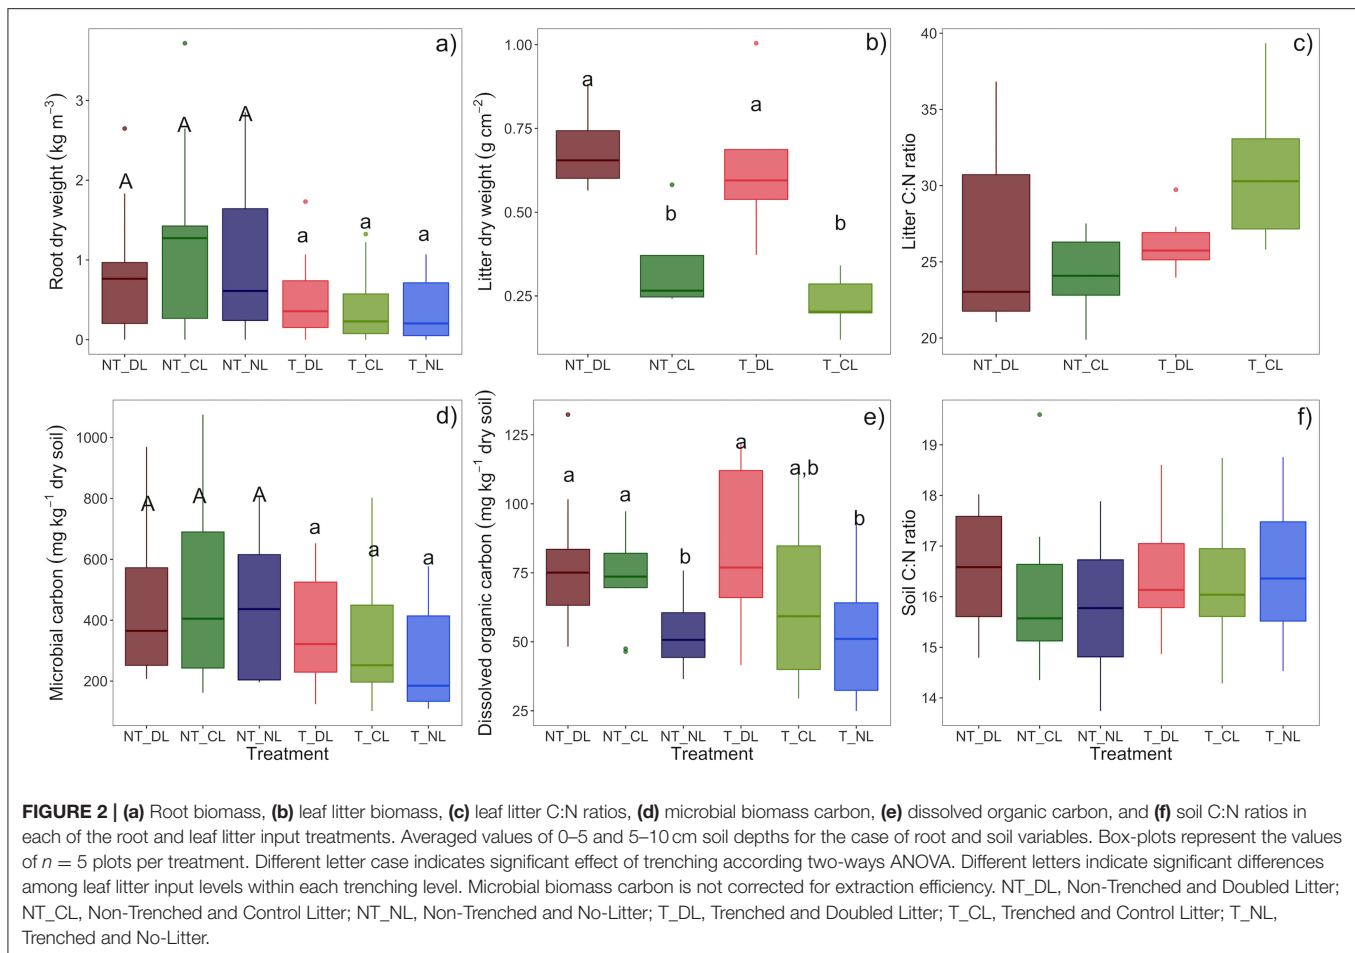 a)
Root dry weight (kg m⁻³)
3
2
1
0
A
A
A
a
a
a
NT_DL NT_CL NT_NL T_DL T_CL T_NL
b)
Litter dry weight (g cm⁻²)
1.00
0.75
0.50
0.25
a
b
a
b
NT_DL NT_CL T_DL T_CL
c)
Litter C:N ratio
40
35
30
25
20
NT_DL NT_CL T_DL T_CL
d)
Microbial carbon (mg kg⁻¹ dry soil)
1000
800
600
400
200
A
A
A
a
a
a
NT_DL NT_CL NT_NL T_DL T_CL T_NL
Treatment
e)
Dissolved organic carbon (mg kg⁻¹ dry soil)
125
100
75
50
25
a
a
b
a
a,b
b
NT_DL NT_CL NT_NL T_DL T_CL T_NL
Treatment
f)
Soil C:N ratio
19
18
17
16
15
14
NT_DL NT_CL NT_NL T_DL T_CL T_NL
Treatment
FIGURE 2 | (a) Root biomass, (b) leaf litter biomass, (c) leaf litter C:N ratios, (d) microbial biomass carbon, (e) dissolved organic carbon, and (f) soil C:N ratios in
each of the root and leaf litter input treatments. Averaged values of 0–5 and 5–10 cm soil depths for the case of root and soil variables. Box-plots represent the values
of n = 5 plots per treatment. Different letter case indicates significant effect of trenching according two-ways ANOVA. Different letters indicate significant differences
among leaf litter input levels within each trenching level. Microbial biomass carbon is not corrected for extraction efficiency. NT_DL, Non-Trenched and Doubled Litter;
NT_CL, Non-Trenched and Control Litter; NT_NL, Non-Trenched and No-Litter; T_DL, Trenched and Doubled Litter; T_CL, Trenched and Control Litter; T_NL,
Trenched and No-Litter.